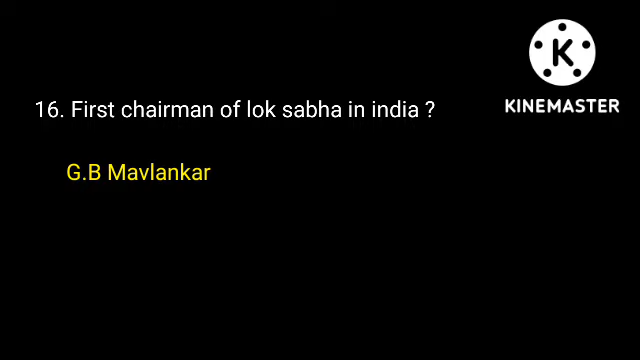 KINEMASTER
16. First chairman of lok sabha in india ?
G.B Mavlankar